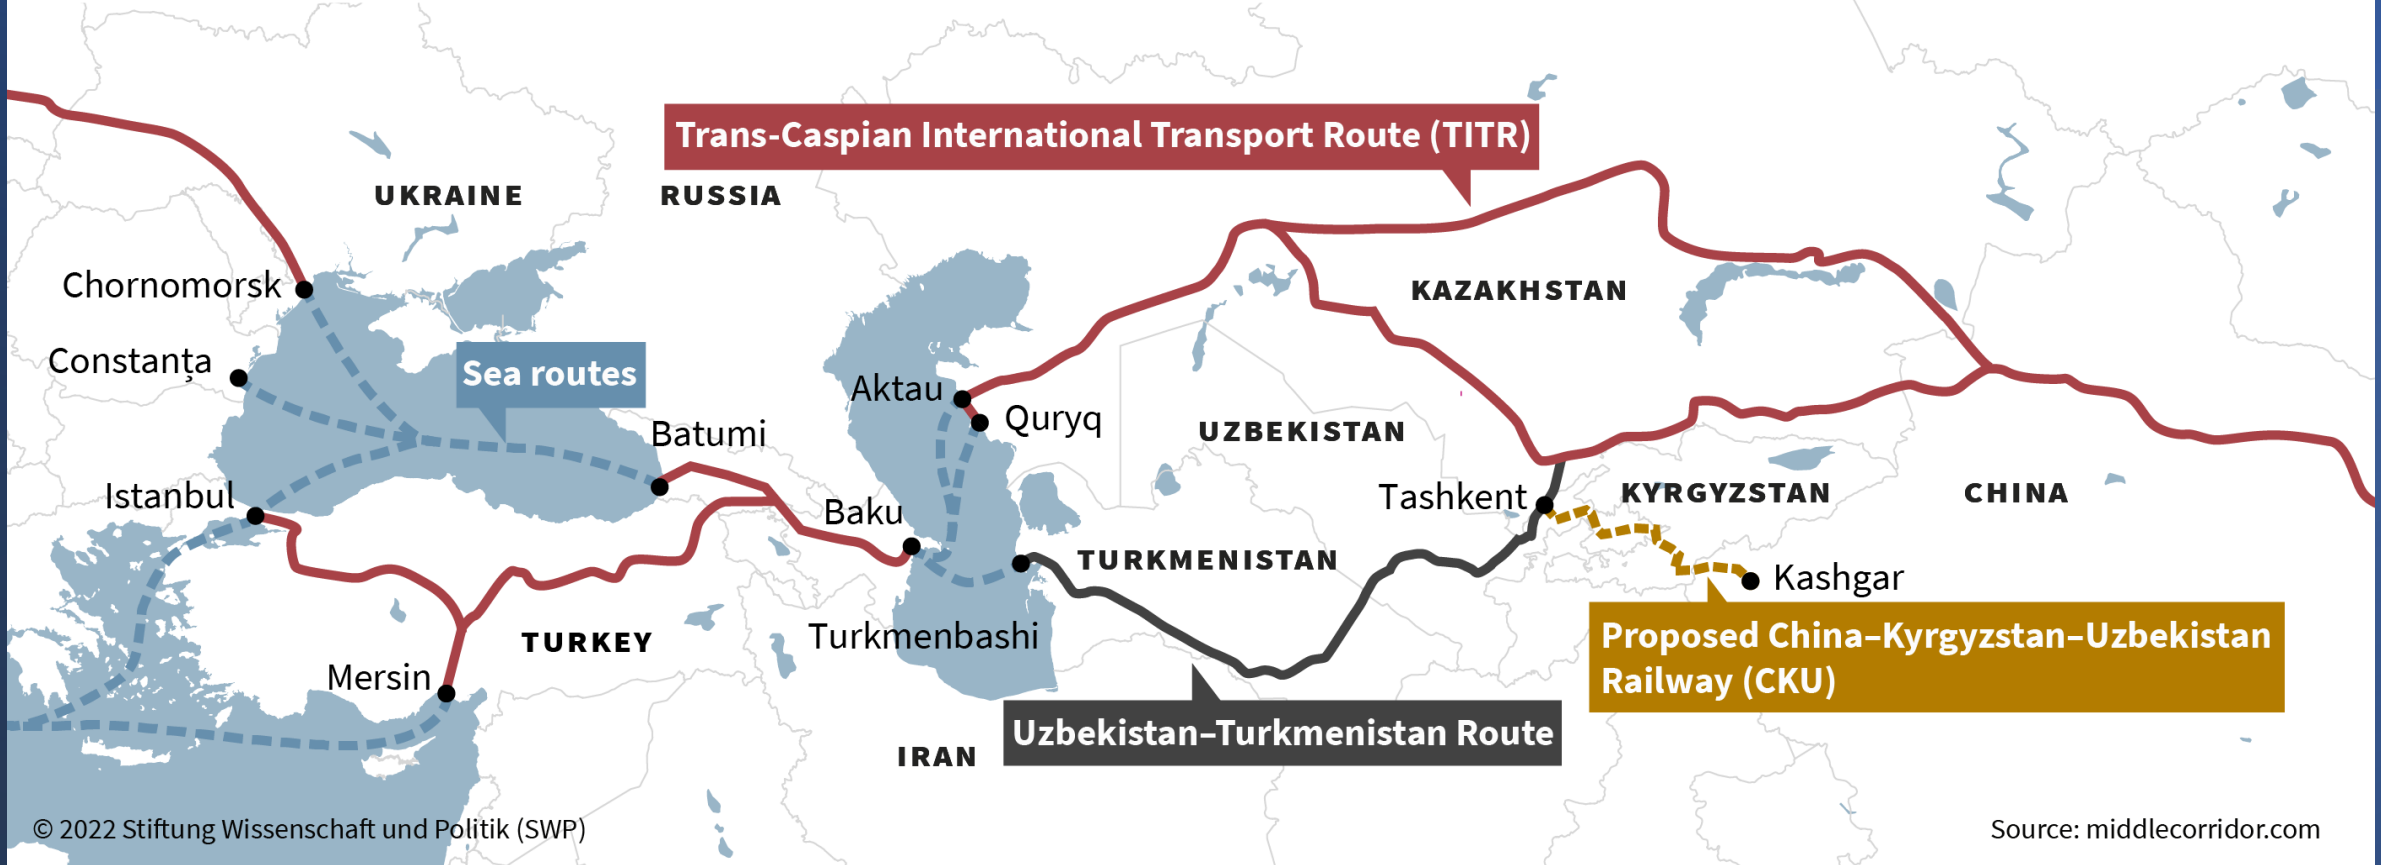 Trans-Caspian International Transport Route (TITR)
UKRAINE
RUSSIA
Chornomorsk
KAZAKHSTAN
Constanța
Sea routes
Aktau
Quryq
Batumi
UZBEKISTAN
Istanbul
Baku
Tashkent
KYRGYZSTAN
CHINA
TURKMENISTAN
Kashgar
TURKEY
Turkmenbashi
Proposed China–Kyrgyzstan–Uzbekistan
Railway (CKU)
Mersin
Uzbekistan–Turkmenistan Route
IRAN
© 2022 Stiftung Wissenschaft und Politik (SWP)
Source: middlecorridor.com